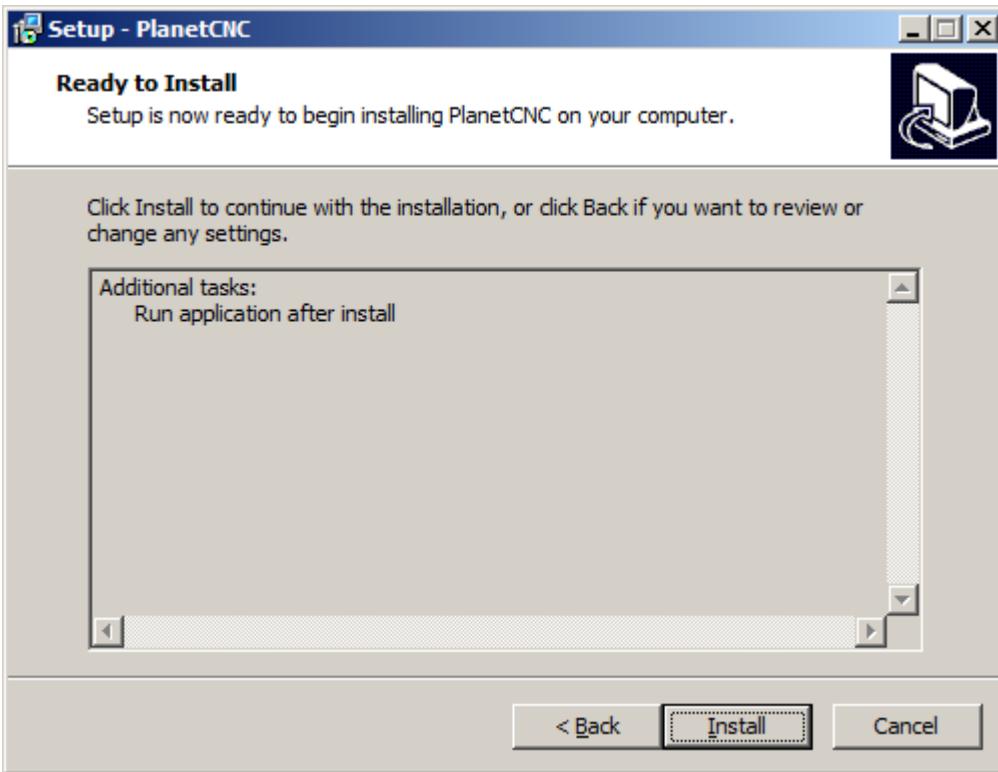 Setup - PlanetCNC
Ready to Install
Setup is now ready to begin installing PlanetCNC on your computer.
Click Install to continue with the installation, or click Back if you want to review or
change any settings.
Additional tasks:
Run application after install
< Back
Install
Cancel